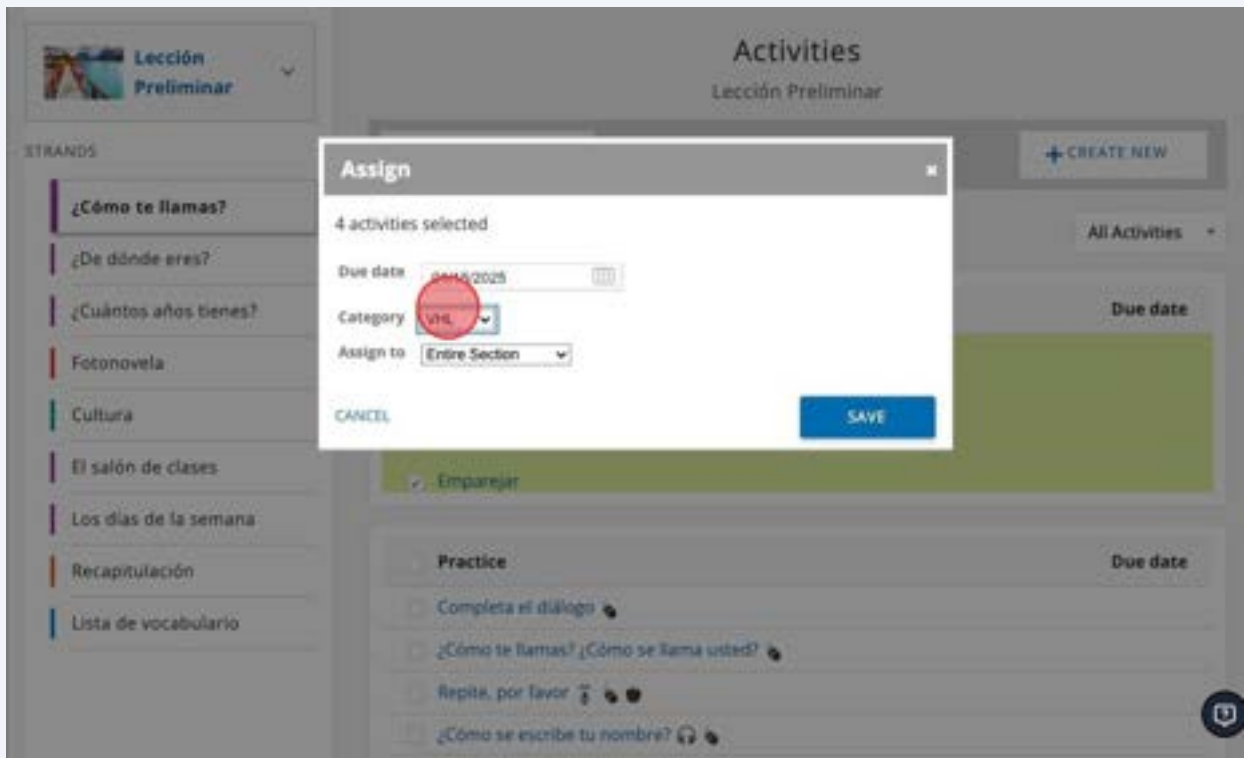 Lección
Preliminar
STRANDS
¿Cómo te llamas?
¿De dónde eres?
¿Cuántos años tienes?
Fotonovela
Cultura
El salón de clases
Los días de la semana
Recapitulación
Lista de vocabulario
Activities
Lección Preliminar
CREATE NEW
All Activities
Due date
Assign
4 activities selected
Due date
Category VHL
Assign to Entire Section
CANCEL SAVE
Emparejar
Practice Due date
Completa el diálogo
¿Cómo te llamas? ¿Cómo se llama usted?
Repite, por favor
¿Cómo se escribe tu nombre?